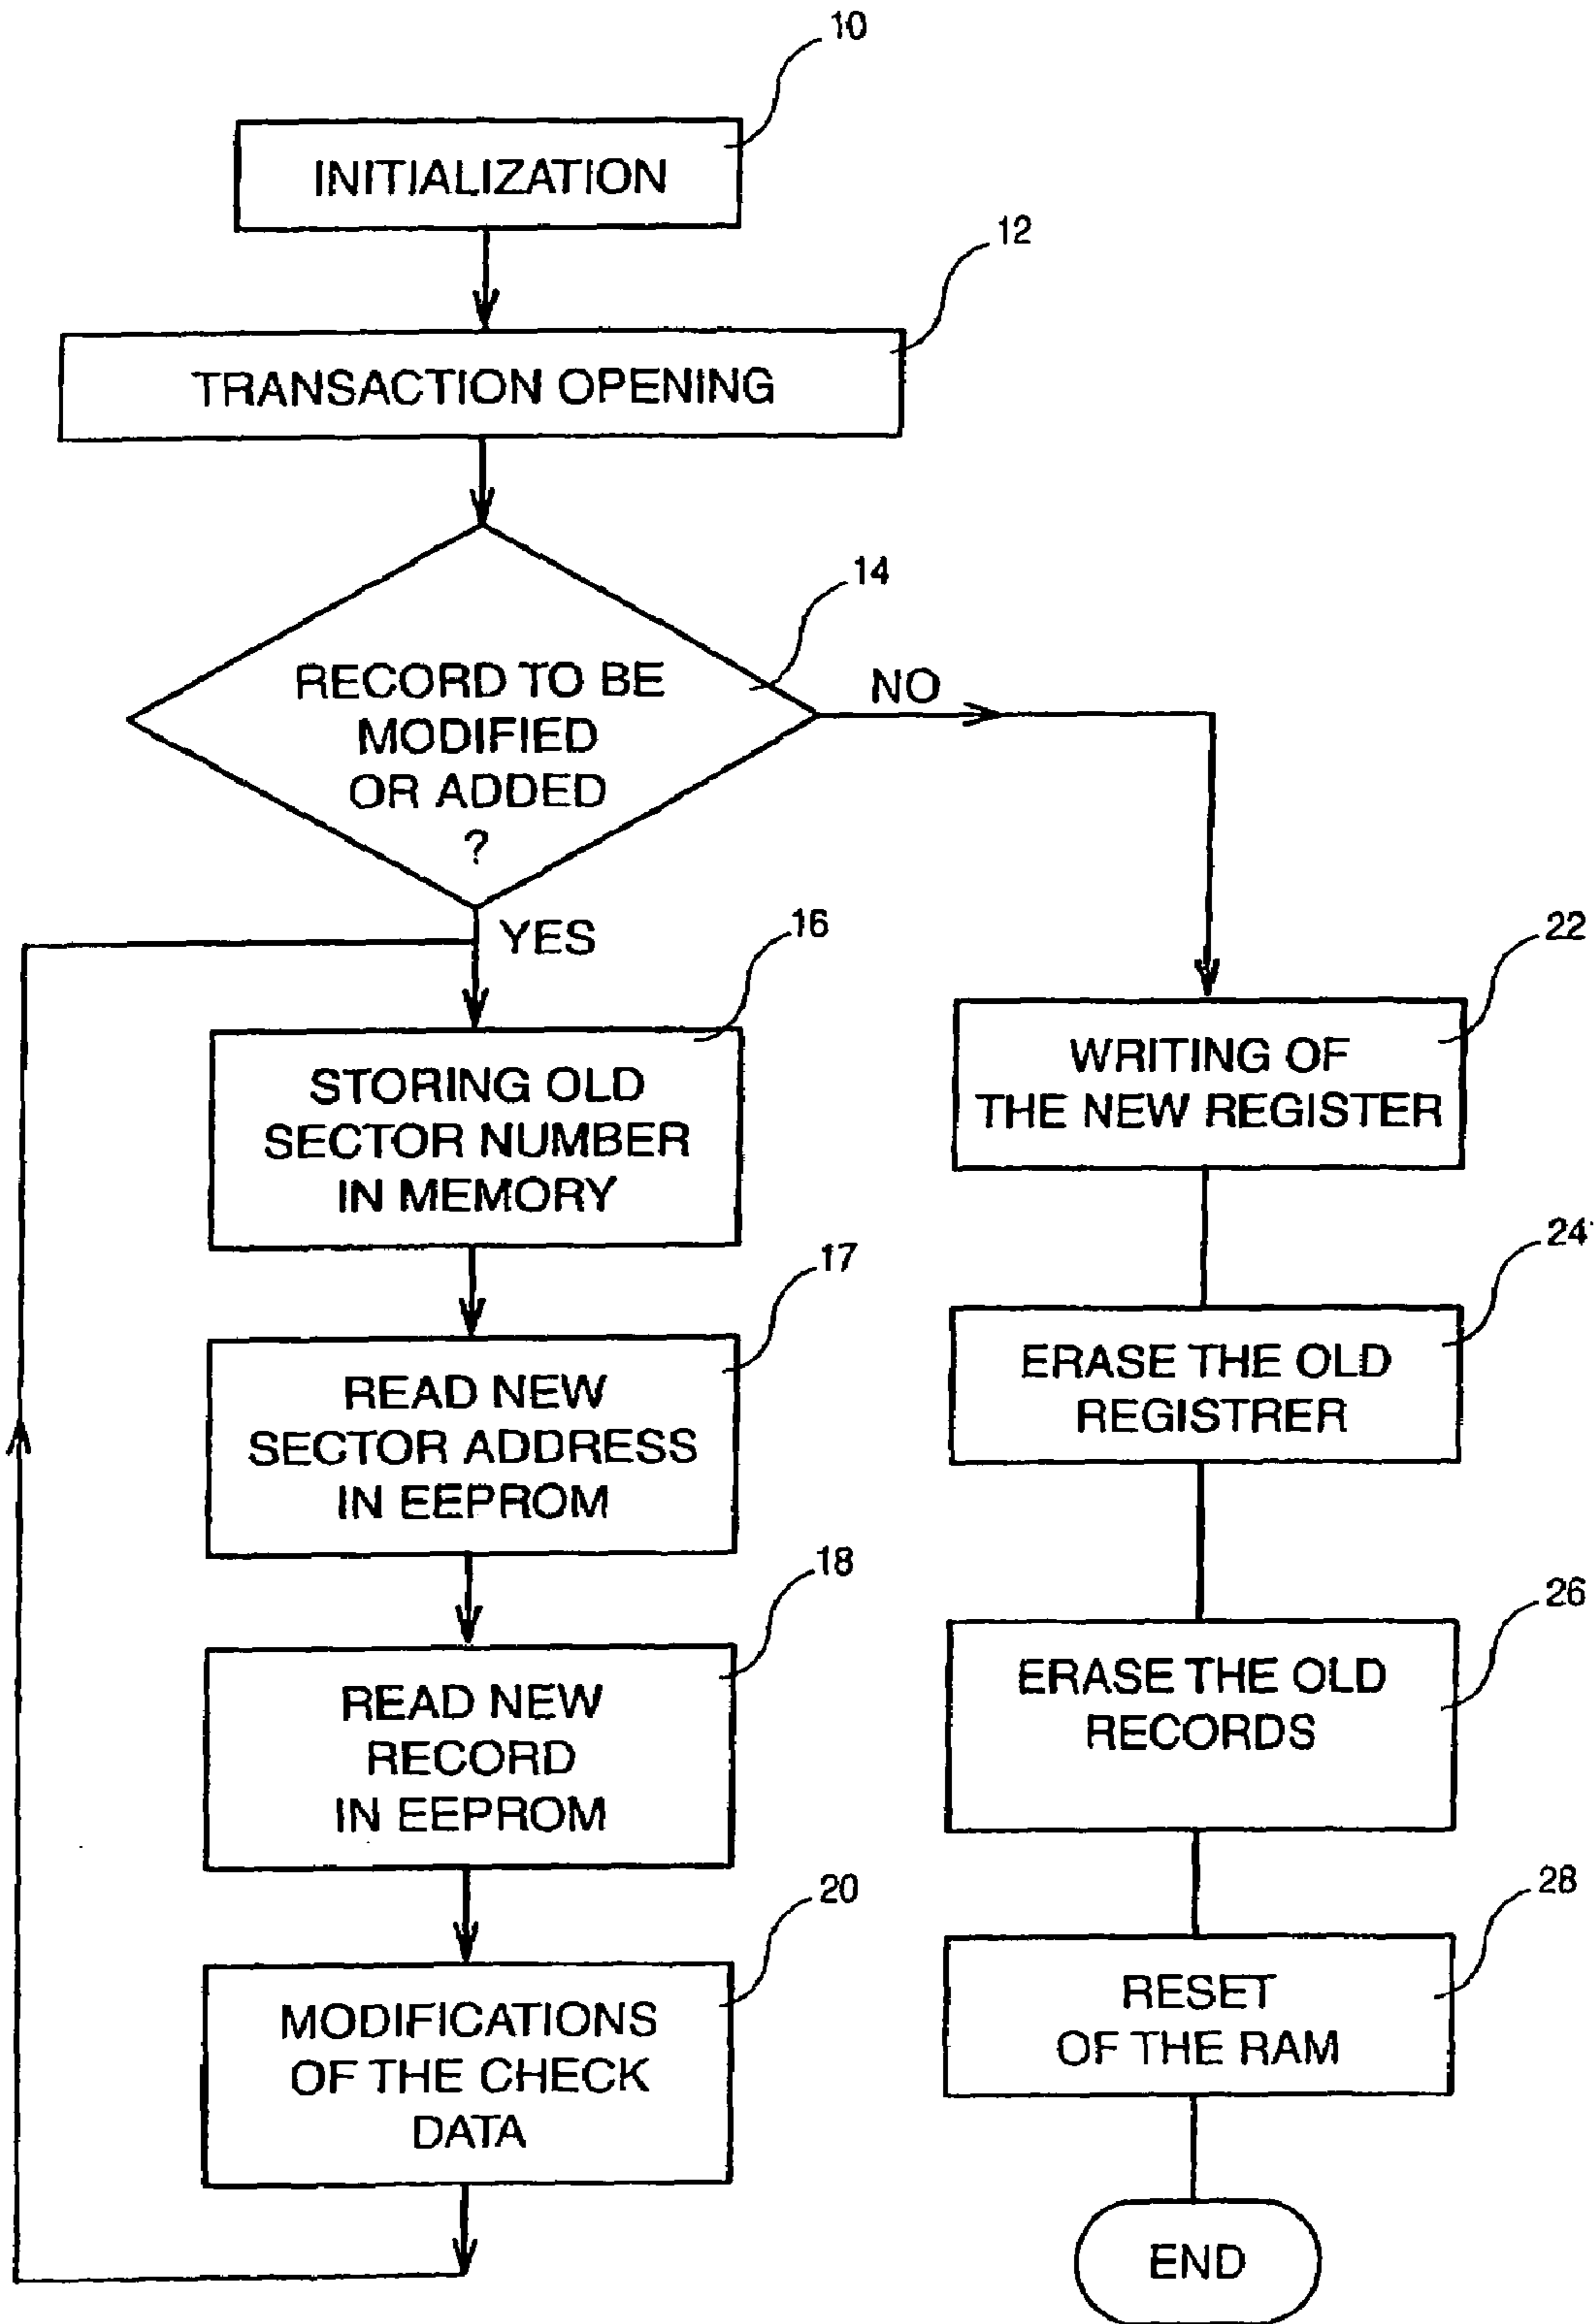 10
INITIALIZATION
12
TRANSACTION OPENING
14
RECORD TO BE
MODIFIED
OR ADDED
?
NO
YES
16
STORING OLD
SECTOR NUMBER
IN MEMORY
17
READ NEW
SECTOR ADDRESS
IN EEPROM
18
READ NEW
RECORD
IN EEPROM
20
MODIFICATIONS
OF THE CHECK
DATA
22
WRITING OF
THE NEW REGISTER
24
ERASE THE OLD
REGISTRER
26
ERASE THE OLD
RECORDS
28
RESET
OF THE RAM
END